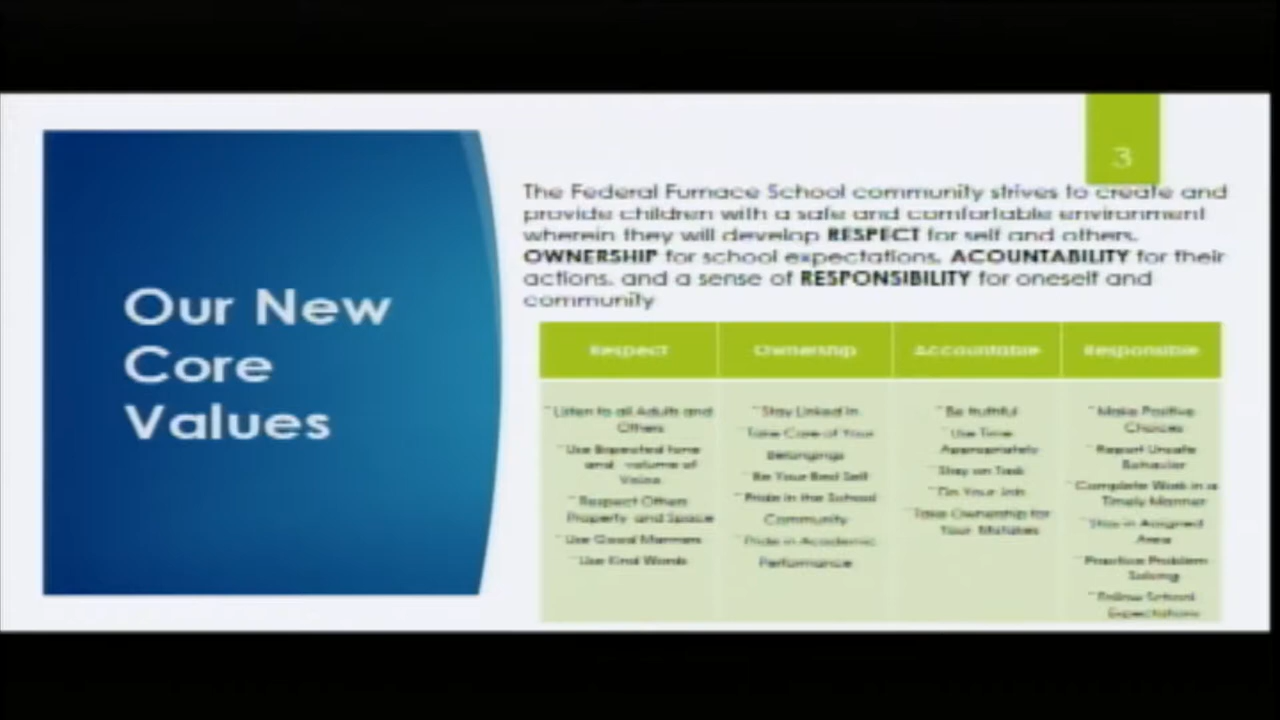 3
The Federal Furnace School community strives to create and
provide children with a safe and comfortable environment
wherein they will develop RESPECT for self and others,
OWNERSHIP for school expectations, ACOUNTABILITY for their
actions, and a sense of RESPONSIBILITY for oneself and
community
Our New
Core
Values
Respect
Ownership
Accountable
Responsible
Listen to all Adults and
Others
Use Expected tone
and volume of
Voice
Respect Others
Property and Space
Use Good Manners
Use Kind Words
Stay Linked In
Take Care of Your
Belongings
Be Your Best Self
Pride in the School
Community
Pride in Academic
Performance
Be truthful
Use Time
Appropriately
Stay on Task
Do Your Job
Take Ownership for
Your Mistakes
Make Positive
Choices
Report Unsafe
Behavior
Complete Work in a
Timely Manner
Stay in Assigned
Area
Practice Problem
Solving
Follow School
Expectations